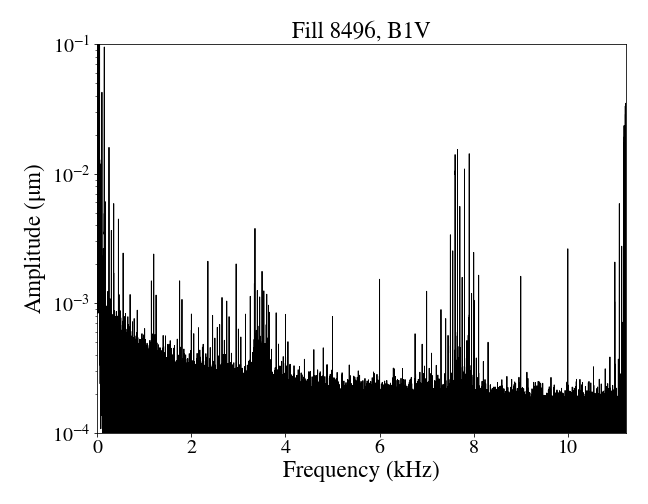 Fill 8496, B1V
10⁻¹
10⁻²
10⁻³
10⁻⁴
Amplitude (μm)
0 2 4 6 8 10
Frequency (kHz)